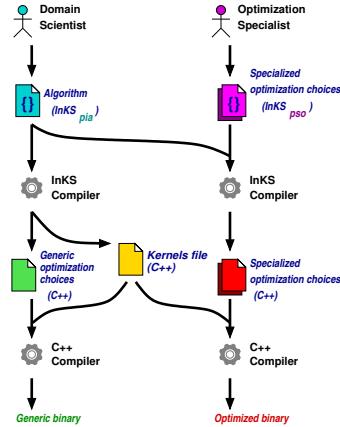 Domain
Scientist
Optimization
Specialist
{}
Algorithm
(InKS pia)
{}
Specialized
optimization choices
(InKS pso)
InKS
Compiler
InKS
Compiler
Generic
optimization
choices
(C++)
Kernels file
(C++)
Specialized
optimization choices
(C++)
C++
Compiler
C++
Compiler
Generic binary
Optimized binary